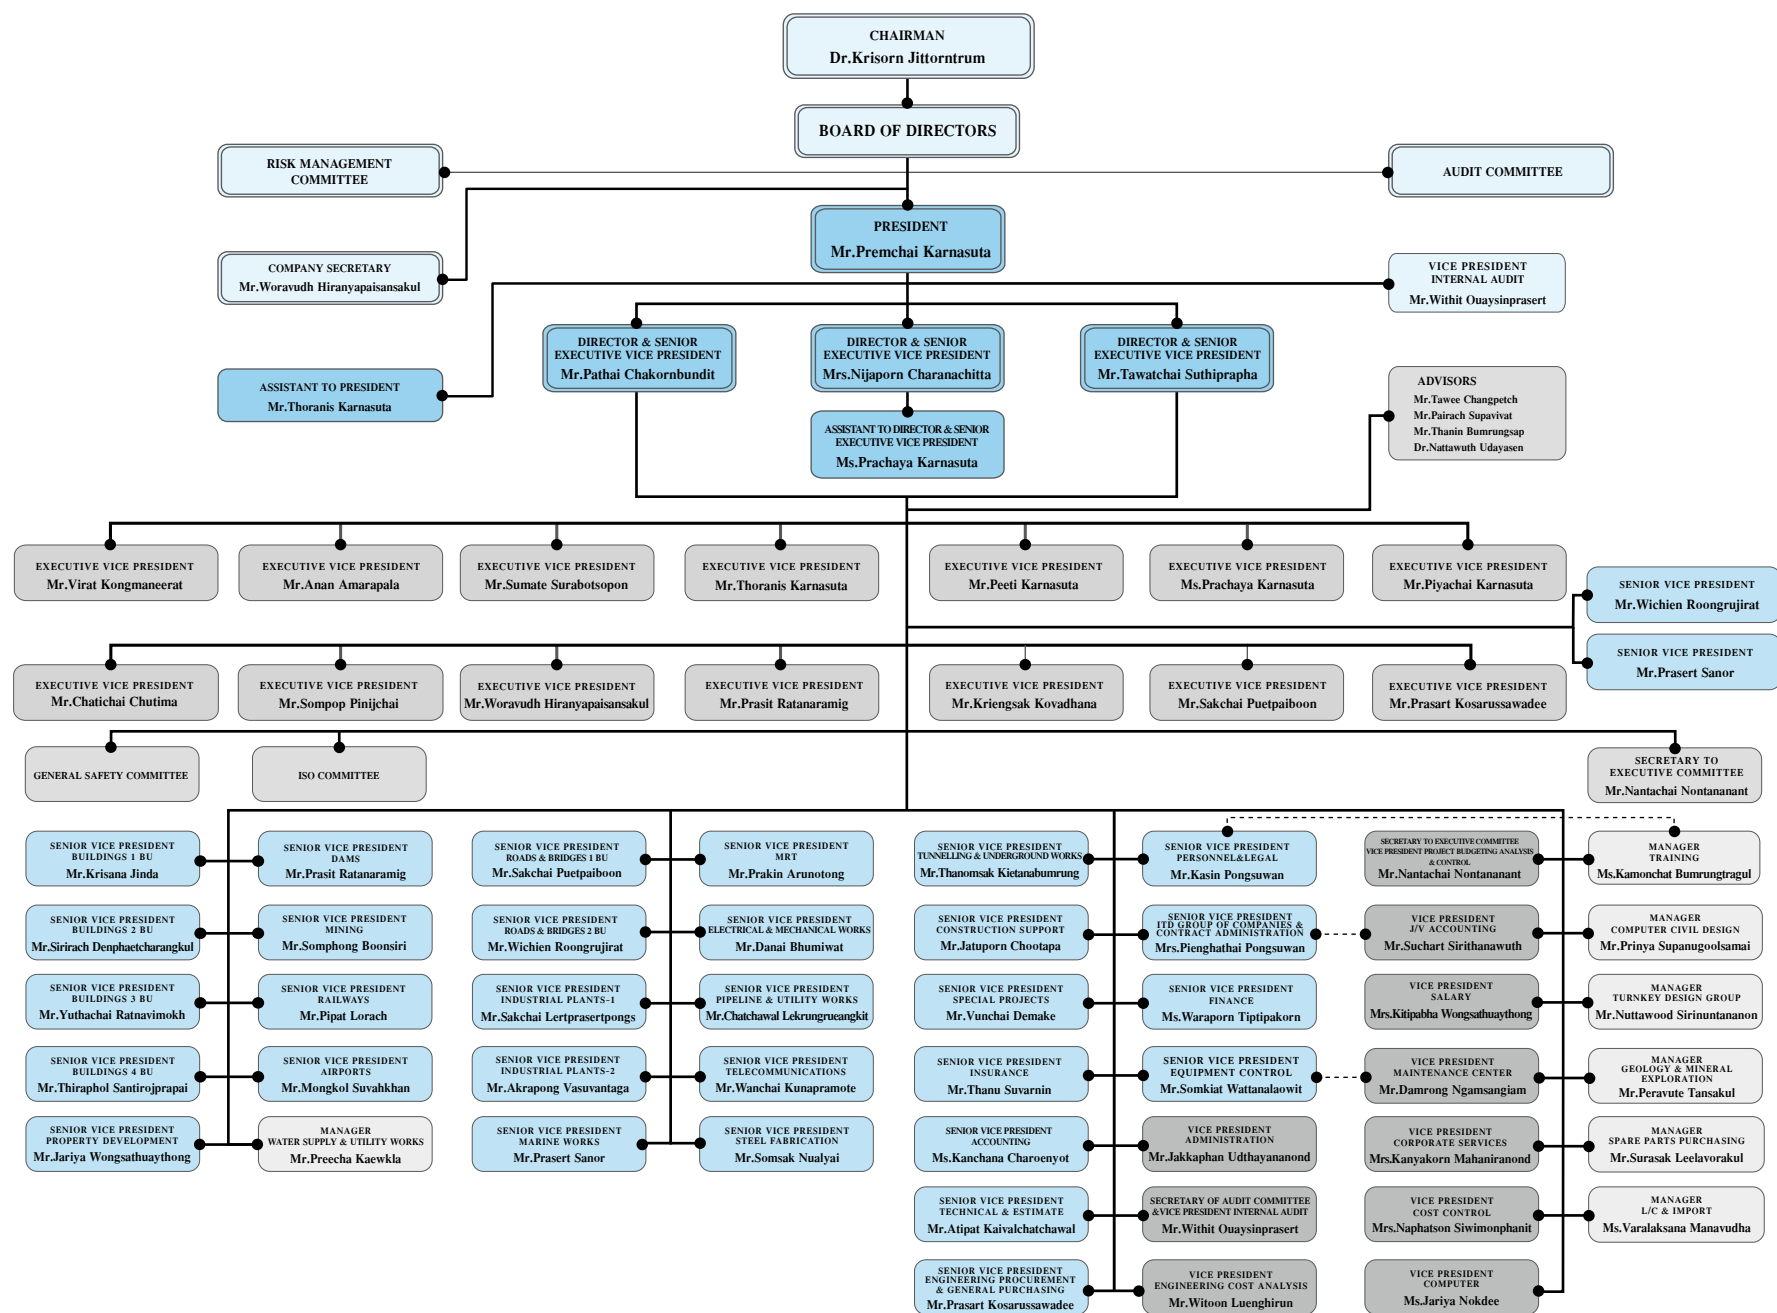 CHAIRMAN
Dr.Krisorn Jittorntrum
BOARD OF DIRECTORS
RISK MANAGEMENT
COMMITTEE
AUDIT COMMITTEE
PRESIDENT
Mr.Premchai Karnasuta
COMPANY SECRETARY
Mr.Woravudh Hiranyapaisansakul
VICE PRESIDENT
INTERNAL AUDIT
Mr.Withit Ouaysinprasert
DIRECTOR & SENIOR
EXECUTIVE VICE PRESIDENT
Mr.Pathai Chakornbundit
DIRECTOR & SENIOR
EXECUTIVE VICE PRESIDENT
Mrs.Nijaporn Charanachitta
DIRECTOR & SENIOR
EXECUTIVE VICE PRESIDENT
Mr.Tawatchai Suthiprapha
ASSISTANT TO PRESIDENT
Mr.Thoranis Karnasuta
ADVISORS
Mr.Tawee Changpetch
Mr.Pairach Supavivat
Mr.Thanin Bumrungsap
Dr.Nattawuth Udayasen
ASSISTANT TO DIRECTOR & SENIOR
EXECUTIVE VICE PRESIDENT
Ms.Prachaya Karnasuta
EXECUTIVE VICE PRESIDENT
Mr.Virat Kongmaneerat
EXECUTIVE VICE PRESIDENT
Mr.Anan Amarapala
EXECUTIVE VICE PRESIDENT
Mr.Sumate Surabotsopon
EXECUTIVE VICE PRESIDENT
Mr.Thoranis Karnasuta
EXECUTIVE VICE PRESIDENT
Mr.Peeti Karnasuta
EXECUTIVE VICE PRESIDENT
Ms.Prachaya Karnasuta
EXECUTIVE VICE PRESIDENT
Mr.Piyachai Karnasuta
SENIOR VICE PRESIDENT
Mr.Wichien Roongrujirat
SENIOR VICE PRESIDENT
Mr.Prasert Sanor
EXECUTIVE VICE PRESIDENT
Mr.Chatichai Chutima
EXECUTIVE VICE PRESIDENT
Mr.Sompop Pinijchai
EXECUTIVE VICE PRESIDENT
Mr.Woravudh Hiranyapaisansakul
EXECUTIVE VICE PRESIDENT
Mr.Prasit Ratanaramig
EXECUTIVE VICE PRESIDENT
Mr.Kriengsak Kovadhana
EXECUTIVE VICE PRESIDENT
Mr.Sakchai Puetpaiboon
EXECUTIVE VICE PRESIDENT
Mr.Prasart Kosarussawadee
GENERAL SAFETY COMMITTEE
ISO COMMITTEE
SECRETARY TO
EXECUTIVE COMMITTEE
Mr.Nantachai Nontananant
SENIOR VICE PRESIDENT
BUILDINGS 1 BU
Mr.Krisana Jinda
SENIOR VICE PRESIDENT
DAMS
Mr.Prasit Ratanaramig
SENIOR VICE PRESIDENT
ROADS & BRIDGES 1 BU
Mr.Sakchai Puetpaiboon
SENIOR VICE PRESIDENT
MRT
Mr.Prakin Arunotong
SENIOR VICE PRESIDENT
TUNNELLING & UNDERGROUND WORKS
Mr.Thanomsak Kietanabumrung
SENIOR VICE PRESIDENT
PERSONNEL&LEGAL
Mr.Kasin Pongsuwan
SECRETARY TO EXECUTIVE COMMITTEE
VICE PRESIDENT PROJECT BUDGETING ANALYSIS
& CONTROL
Mr.Nantachai Nontananant
MANAGER
TRAINING
Ms.Kamonchat Bumrungtragul
SENIOR VICE PRESIDENT
BUILDINGS 2 BU
Mr.Sirirach Denphaetcharangkul
SENIOR VICE PRESIDENT
MINING
Mr.Somphong Boonsiri
SENIOR VICE PRESIDENT
ROADS & BRIDGES 2 BU
Mr.Wichien Roongrujirat
SENIOR VICE PRESIDENT
ELECTRICAL & MECHANICAL WORKS
Mr.Danai Bhumiwat
SENIOR VICE PRESIDENT
CONSTRUCTION SUPPORT
Mr.Jatuporn Chootapa
SENIOR VICE PRESIDENT
ITD GROUP OF COMPANIES &
CONTRACT ADMINISTRATION
Mrs.Pienghathai Pongsuwan
VICE PRESIDENT
J/V ACCOUNTING
Mr.Suchart Sirithanawuth
MANAGER
COMPUTER CIVIL DESIGN
Mr.Prinya Supanugoolsamai
SENIOR VICE PRESIDENT
BUILDINGS 3 BU
Mr.Yuthachai Ratnavimokh
SENIOR VICE PRESIDENT
RAILWAYS
Mr.Pipat Lorach
SENIOR VICE PRESIDENT
INDUSTRIAL PLANTS-1
Mr.Sakchai Lertprasertpongs
SENIOR VICE PRESIDENT
PIPELINE & UTILITY WORKS
Mr.Chatchawal Lekrungrueangkit
SENIOR VICE PRESIDENT
SPECIAL PROJECTS
Mr.Vunchai Demake
SENIOR VICE PRESIDENT
FINANCE
Ms.Waraporn Tiptipakorn
VICE PRESIDENT
SALARY
Mrs.Kitipabha Wongsathuaythong
MANAGER
TURNKEY DESIGN GROUP
Mr.Nuttawood Sirinuntananon
SENIOR VICE PRESIDENT
BUILDINGS 4 BU
Mr.Thiraphol Santirojprapai
SENIOR VICE PRESIDENT
AIRPORTS
Mr.Mongkol Suvahkhan
SENIOR VICE PRESIDENT
INDUSTRIAL PLANTS-2
Mr.Akrapong Vasuvantaga
SENIOR VICE PRESIDENT
TELECOMMUNICATIONS
Mr.Wanchai Kunapramote
SENIOR VICE PRESIDENT
INSURANCE
Mr.Thanu Suvarnin
SENIOR VICE PRESIDENT
EQUIPMENT CONTROL
Mr.Somkiat Wattanalaowit
VICE PRESIDENT
MAINTENANCE CENTER
Mr.Damrong Ngamsangiam
MANAGER
GEOLOGY & MINERAL
EXPLORATION
Mr.Peravute Tansakul
SENIOR VICE PRESIDENT
PROPERTY DEVELOPMENT
Mr.Jariya Wongsathuaythong
MANAGER
WATER SUPPLY & UTILITY WORKS
Mr.Preecha Kaewkla
SENIOR VICE PRESIDENT
MARINE WORKS
Mr.Prasert Sanor
SENIOR VICE PRESIDENT
STEEL FABRICATION
Mr.Somsak Nualyai
SENIOR VICE PRESIDENT
ACCOUNTING
Ms.Kanchana Charoenyot
VICE PRESIDENT
ADMINISTRATION
Mr.Jakkaphan Udthayananond
VICE PRESIDENT
CORPORATE SERVICES
Mrs.Kanyakorn Mahaniranond
MANAGER
SPARE PARTS PURCHASING
Mr.Surasak Leelavorakul
SENIOR VICE PRESIDENT
TECHNICAL & ESTIMATE
Mr.Atipat Kaivalchatchawal
SECRETARY OF AUDIT COMMITTEE
&VICE PRESIDENT INTERNAL AUDIT
Mr.Withit Ouaysinprasert
VICE PRESIDENT
COST CONTROL
Mrs.Naphatson Siwimonphanit
MANAGER
L/C & IMPORT
Ms.Varalaksana Manavudha
SENIOR VICE PRESIDENT
ENGINEERING PROCUREMENT
& GENERAL PURCHASING
Mr.Prasart Kosarussawadee
VICE PRESIDENT
ENGINEERING COST ANALYSIS
Mr.Witoon Luenghirun
VICE PRESIDENT
COMPUTER
Ms.Jariya Nokdee